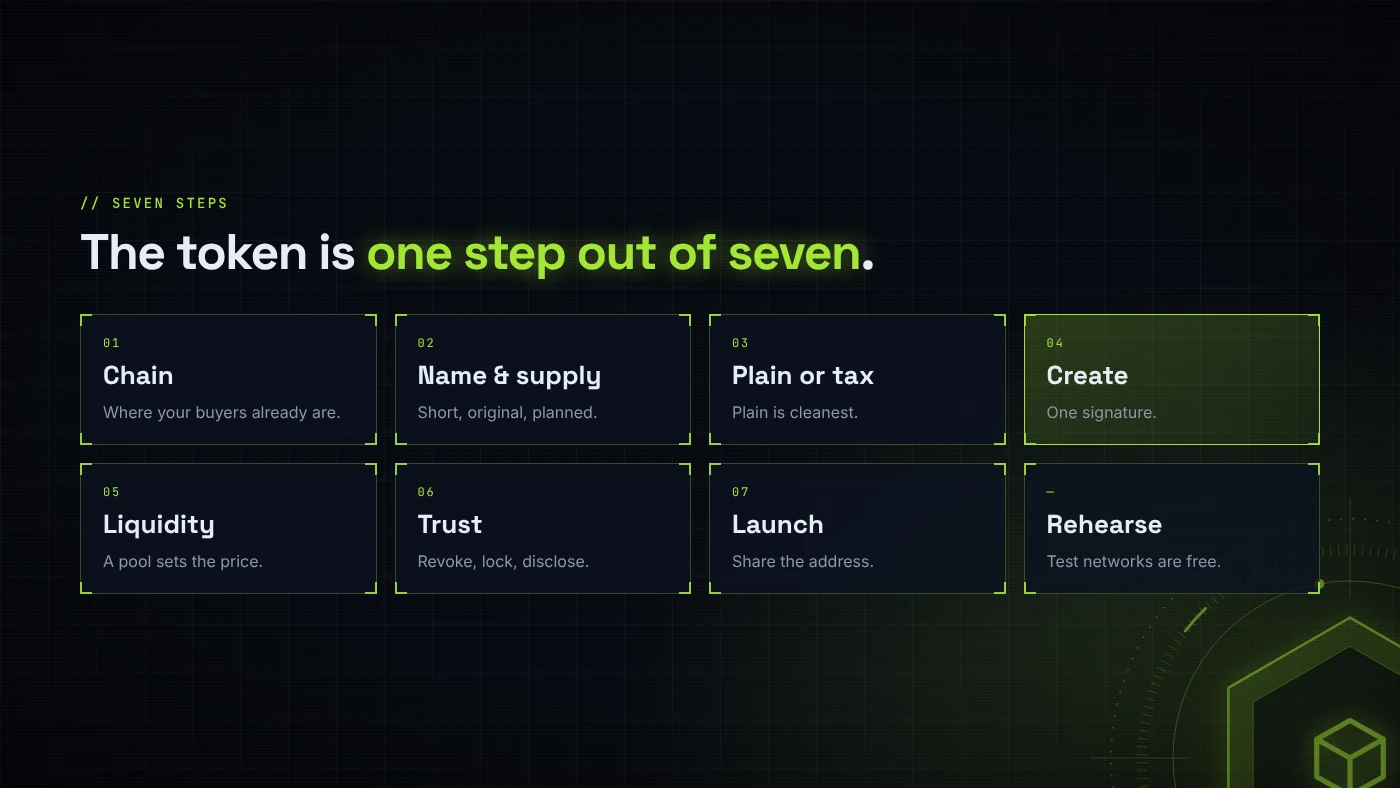 // SEVEN STEPS
The token is one step out of seven.
01
Chain
Where your buyers already are.
02
Name & supply
Short, original, planned.
03
Plain or tax
Plain is cleanest.
04
Create
One signature.
05
Liquidity
A pool sets the price.
06
Trust
Revoke, lock, disclose.
07
Launch
Share the address.
—
Rehearse
Test networks are free.